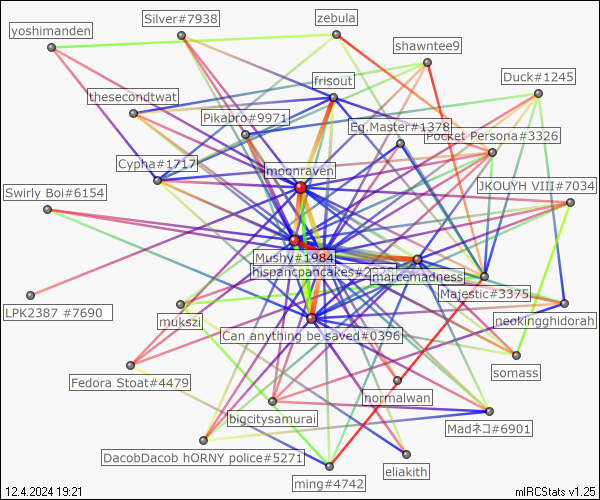 zebula
Silver#7938
yoshimanden
shawntee9
Duck#1245
frisout
thesecondtwat
Pikabro#9971
Eg.Master#1378
Pocket Persona#3326
Cypha#1717
moonraven
JKOUYH VIII#7034
Swirly Boi#6154
Mushy#1984
hispanicpancakes#2
marcemadness
Majestic#3375
LPK2387 #7690
mukszi
neokingghidorah
Can anything be saved#0396
somass
Fedora Stoat#4479
normalwan
bigcitysamurai
Madネコ#6901
DacobDacob hORNY police#5271
eliakith
ming#4742
12.4.2024 19:21
mIRCStats v1.25